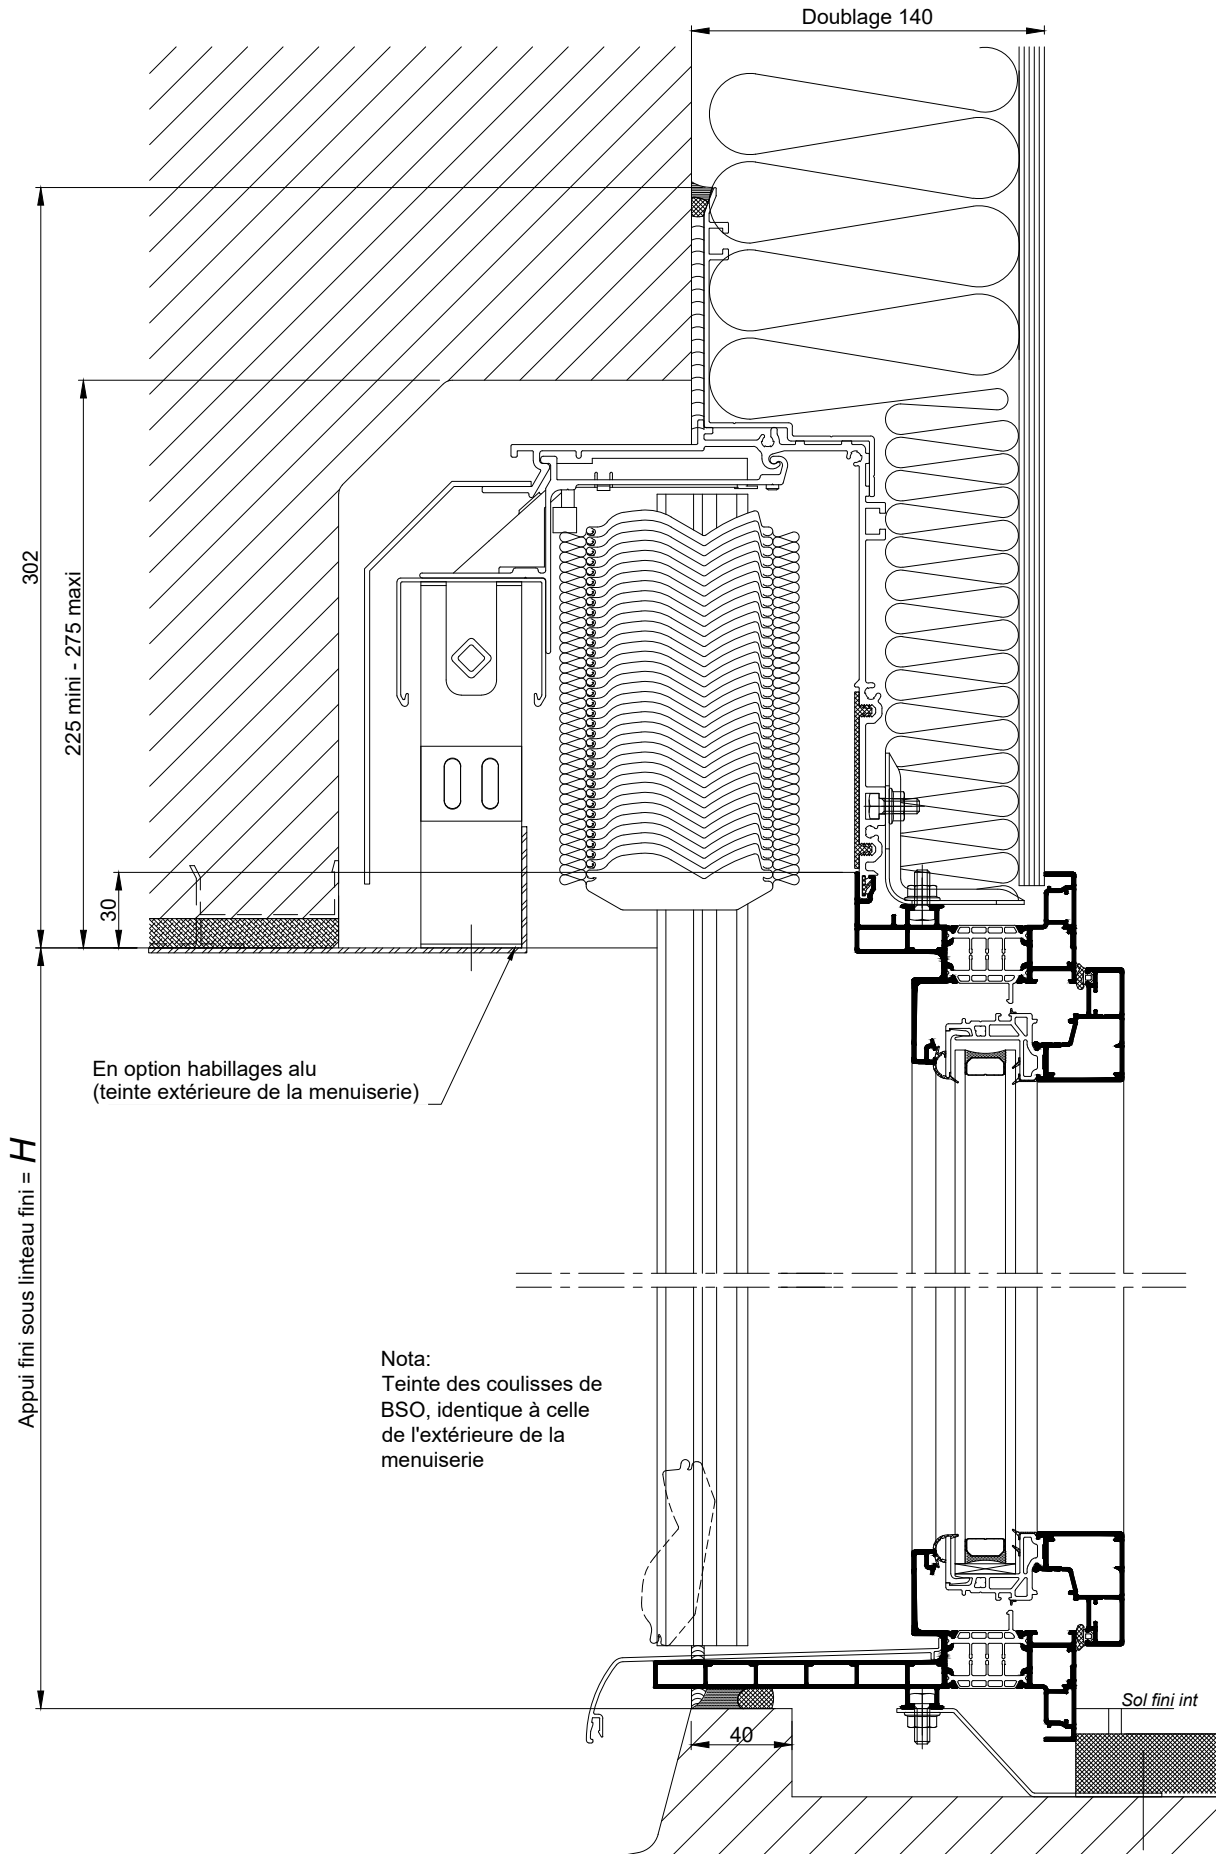 Doublage 140
302
225 mini - 275 maxi
30
En option habillages alu
(teinte extérieure de la menuiserie)
Appui fini sous linteau fini = H
Nota:
Teinte des coulisses de
BSO, identique à celle
de l'extérieure de la
menuiserie
Sol fini int
40